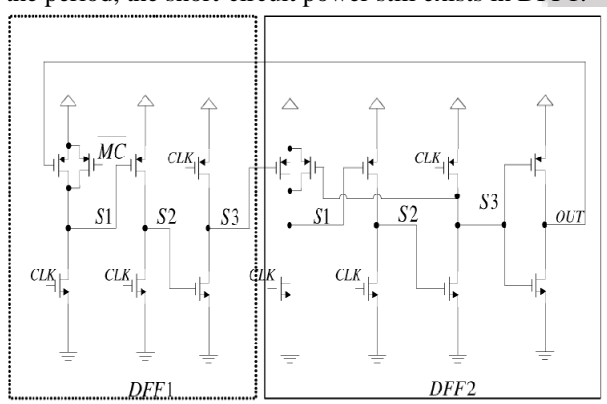 the period, the short-circuit power still exists in DFF1.
MC
CLK
CLK
S1
S2
S3
S1
S2
S3
OUT
CLK
CLK
CLK
CLK
DFF1
DFF2